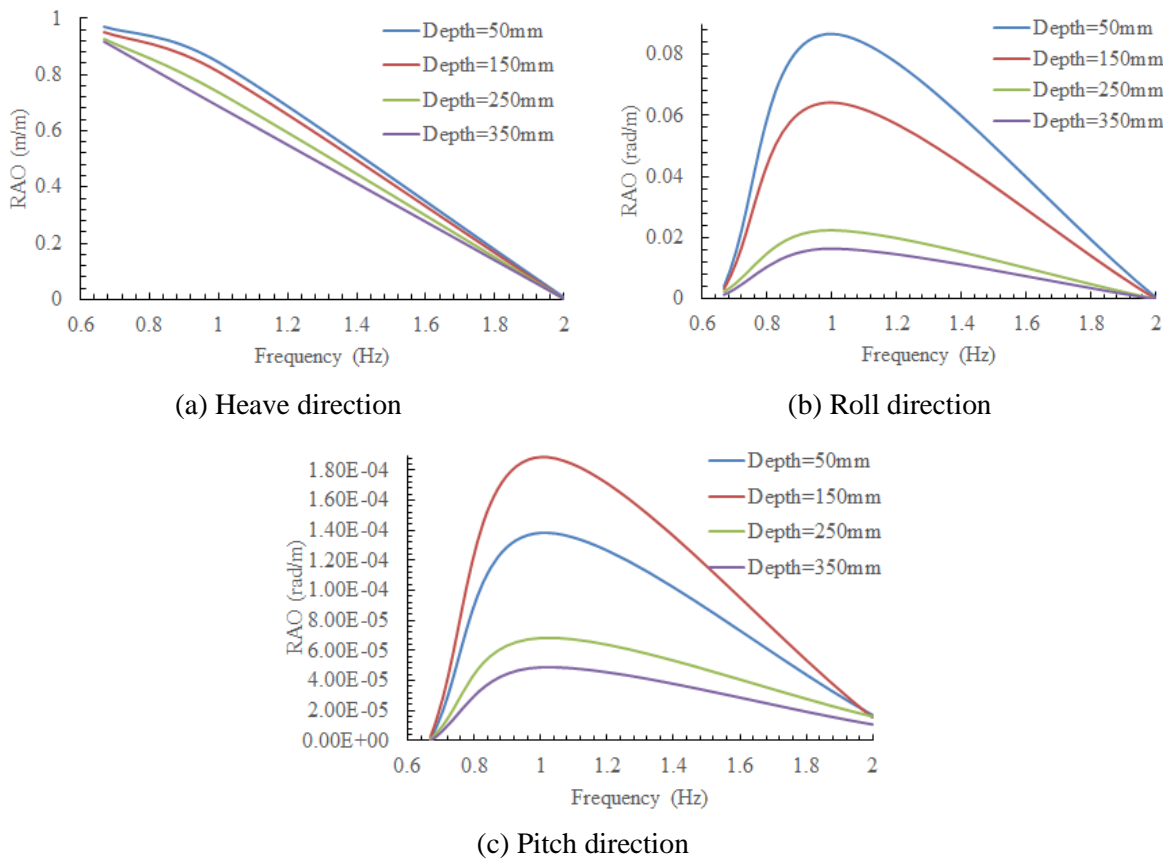 1
0.8
0.6
0.4
0.2
0
RAO (m/m)
0.6 0.8 1 1.2 1.4 1.6 1.8 2
Frequency (Hz)
Depth=50mm
Depth=150mm
Depth=250mm
Depth=350mm
(a) Heave direction
0.08
0.06
0.04
0.02
0
RAO (rad/m)
0.6 0.8 1 1.2 1.4 1.6 1.8 2
Frequency (Hz)
Depth=50mm
Depth=150mm
Depth=250mm
Depth=350mm
(b) Roll direction
1.80E-04
1.60E-04
1.40E-04
1.20E-04
1.00E-04
8.00E-05
6.00E-05
4.00E-05
2.00E-05
0.00E+00
RAO (rad/m)
0.6 0.8 1 1.2 1.4 1.6 1.8 2
Frequency (Hz)
Depth=50mm
Depth=150mm
Depth=250mm
Depth=350mm
(c) Pitch direction